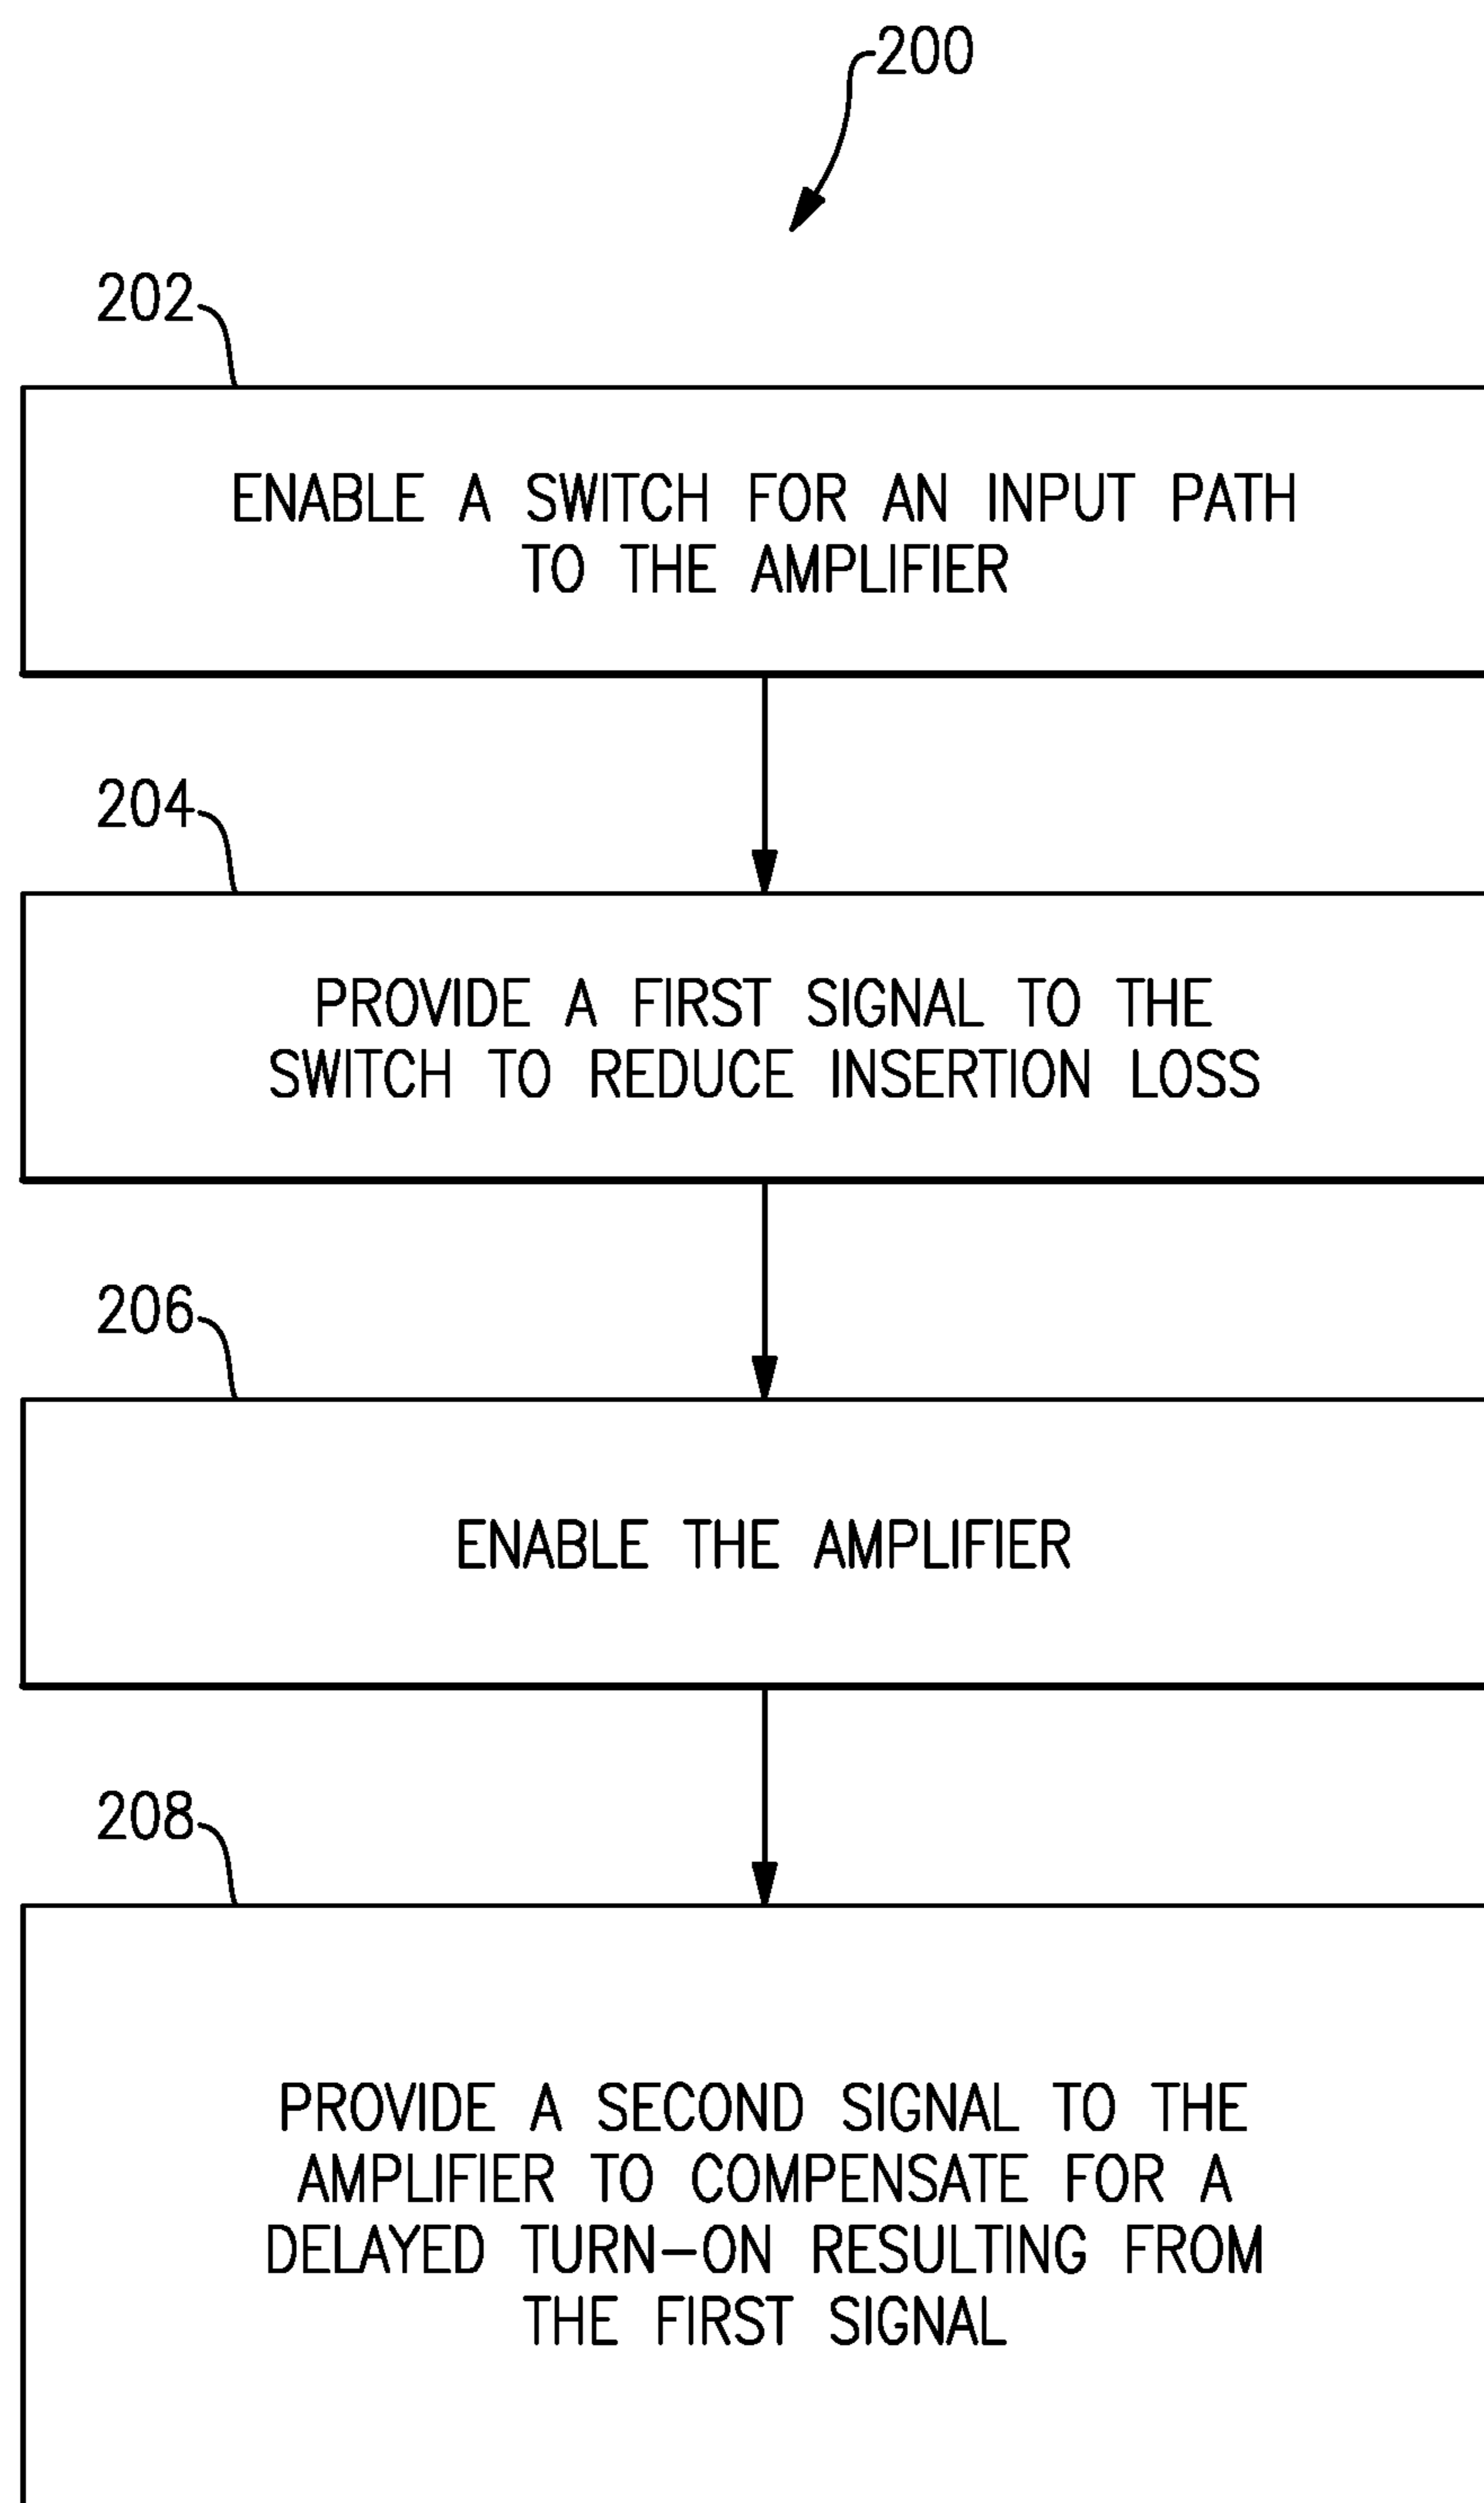 200
202
ENABLE A SWITCH FOR AN INPUT PATH
TO THE AMPLIFIER
204
PROVIDE A FIRST SIGNAL TO THE
SWITCH TO REDUCE INSERTION LOSS
206
ENABLE THE AMPLIFIER
208
PROVIDE A SECOND SIGNAL TO THE
AMPLIFIER TO COMPENSATE FOR A
DELAYED TURN-ON RESULTING FROM
THE FIRST SIGNAL